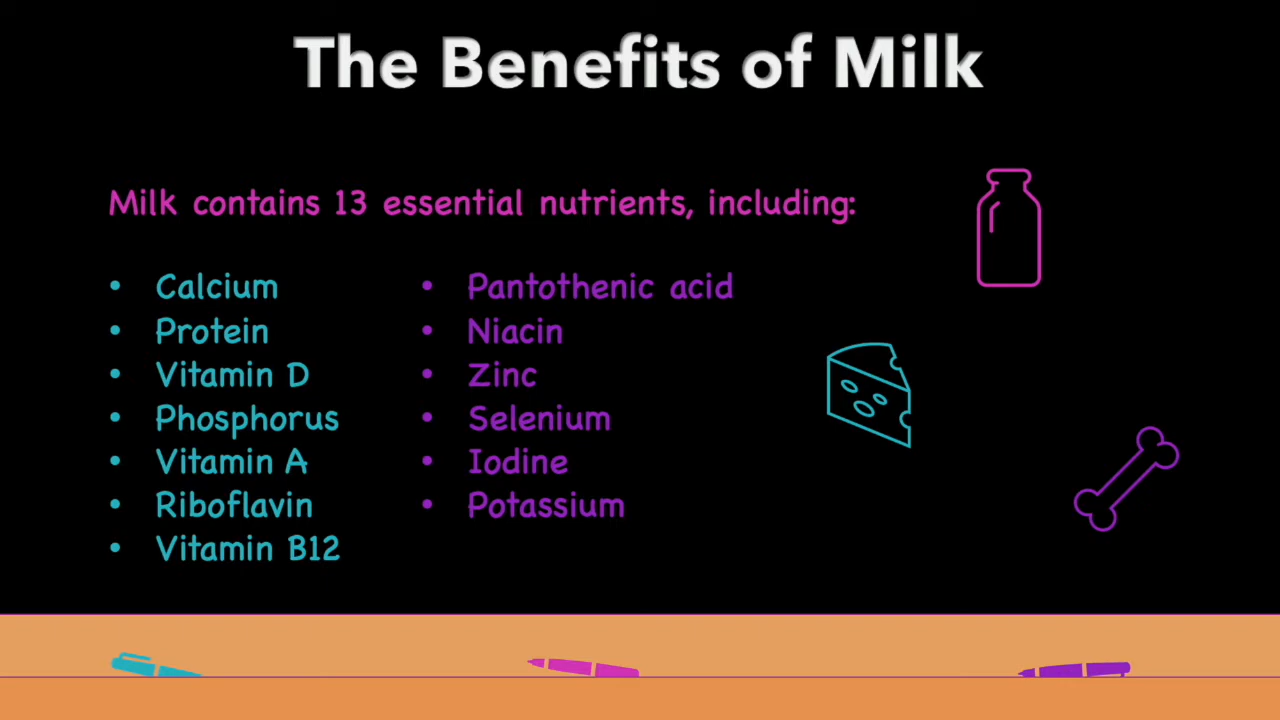 The Benefits of Milk
Milk contains 13 essential nutrients, including:
• Calcium
• Protein
• Vitamin D
• Phosphorus
• Vitamin A
• Riboflavin
• Vitamin B12
• Pantothenic acid
• Niacin
• Zinc
• Selenium
• Iodine
• Potassium